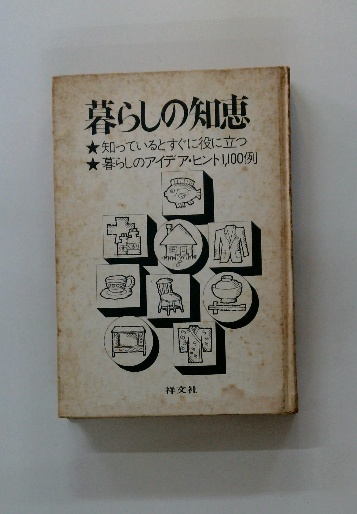 暮らしの知恵
★知っているとすぐに役に立つ
★暮らしのアイデア・ヒント1,100例
祥文社